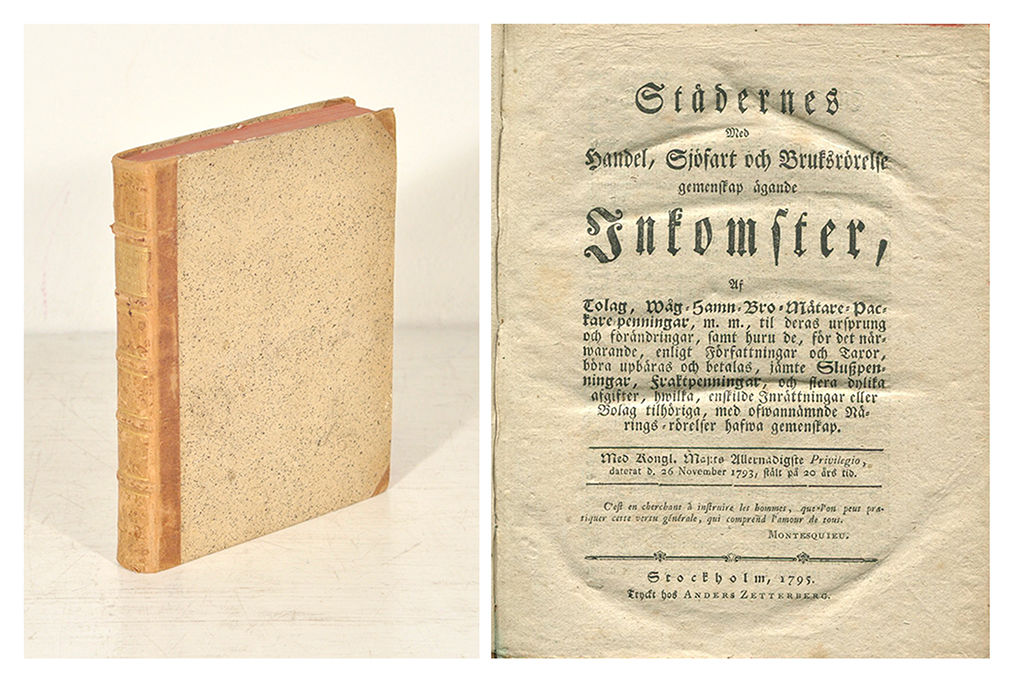 Städernes
Med
Handel, Sjöfart och Bruksrörelse
gemenskap ägande
Inkomster,
Af
Tolag, Wåg-Hamn-Bro-Mätare-Pac-
kare penningar, m. m., til deras ursprung
och förändringar, samt huru de, för det när-
warande, enligt Författningar och Taxor,
böra upbäras och betalas, jämte Slußpen-
ningar, Fraktpenningar, och flera dylika
afgifter, hwilka, enskilde Inrättningar eller
Bolag tilhöriga, med ofwannämnde Nä-
rings-rörelser hafwa gemenskap.
Med Kongl. Maj:ts Allernådigste Privilegio,
daterat d. 26 November 1793, stält på 20 års tid.
C'est en cherchant à instruire les hommes, que l'on peut pra-
tiquer cette vertu générale, qui comprend l'amour de tous.
MONTESQUIEU.
Stockholm, 1795.
Tryckt hos ANDERS ZETTERBERG.